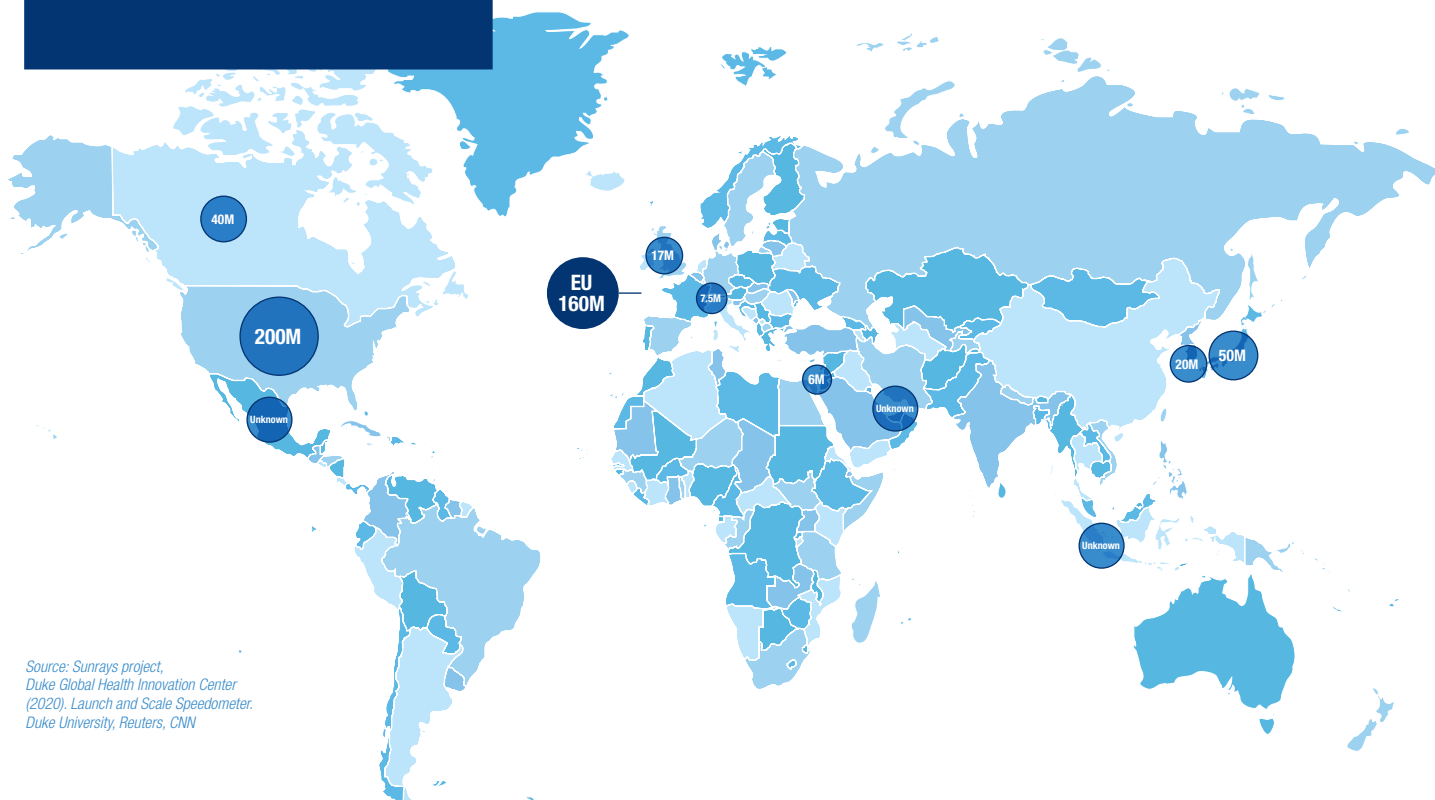 40M
17M
EU
160M
7.5M
200M
20M
50M
6M
Unknown
Unknown
Unknown
Source: Sunrays project,
Duke Global Health Innovation Center
(2020). Launch and Scale Speedometer.
Duke University, Reuters, CNN